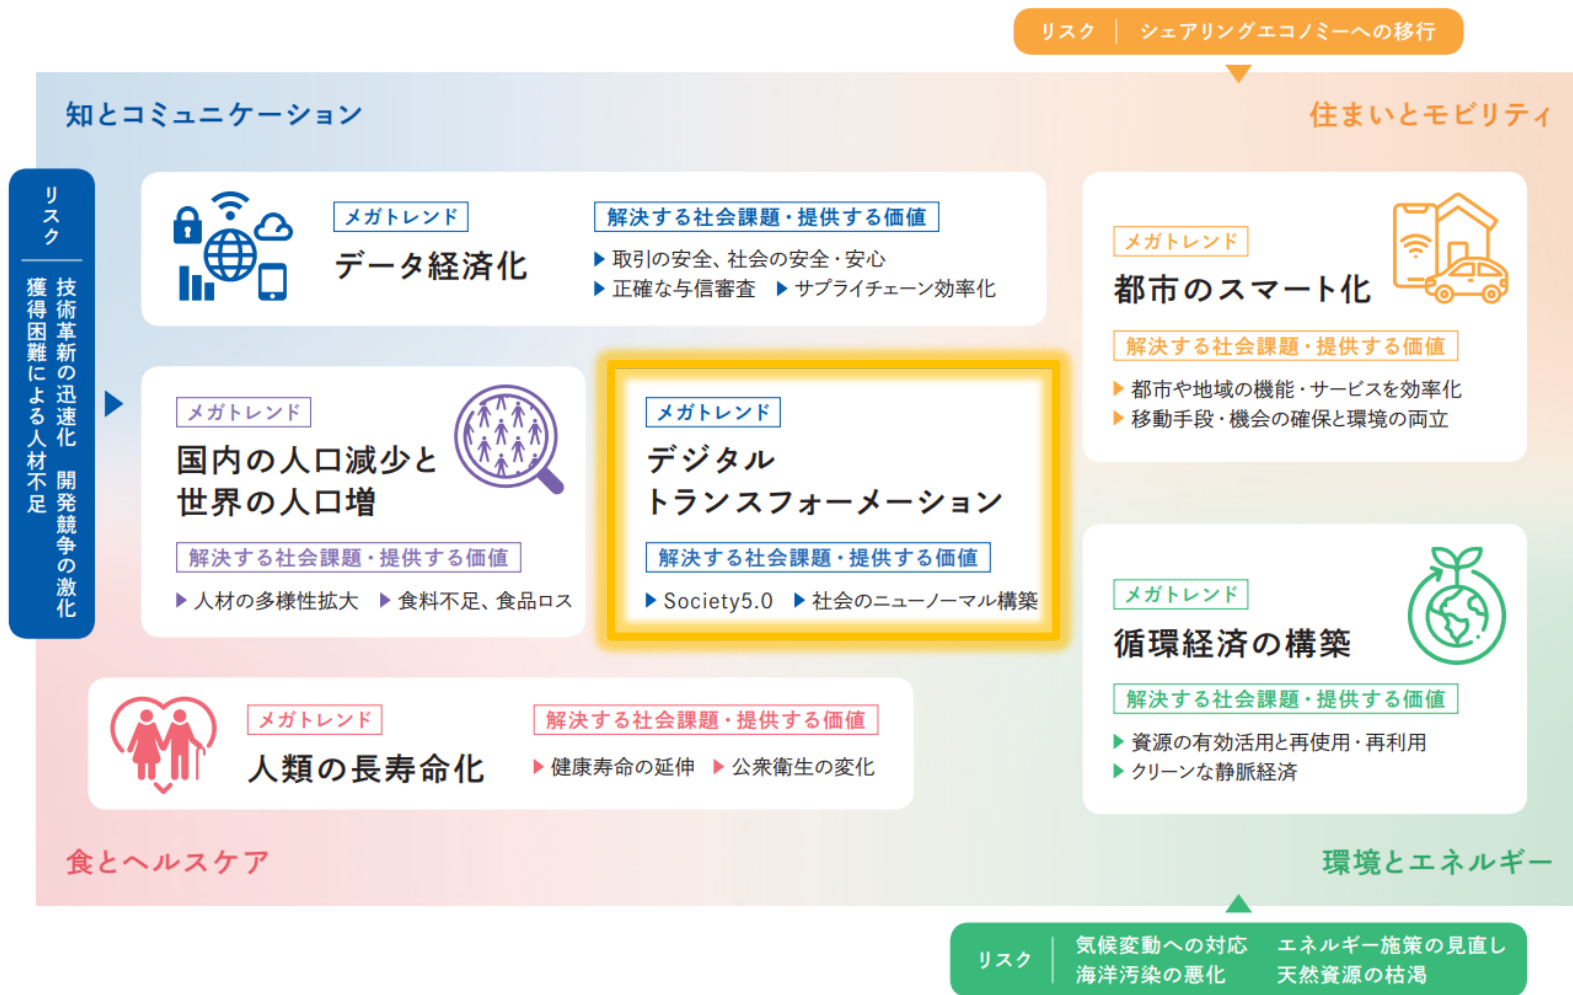 リスク シェアリングエコノミーへの移行
知とコミュニケーション
住まいとモビリティ
リスク
技術革新の迅速化 開発競争の激化
獲得困難による人材不足
メガトレンド
データ経済化
解決する社会課題・提供する価値
▶取引の安全、社会の安全・安心
▶正確な与信審査 ▶サプライチェーン効率化
メガトレンド
都市のスマート化
解決する社会課題・提供する価値
▶都市や地域の機能・サービスを効率化
▶移動手段・機会の確保と環境の両立
メガトレンド
国内の人口減少と
世界の人口増
解決する社会課題・提供する価値
▶人材の多様性拡大 ▶食料不足、食品ロス
メガトレンド
デジタル
トランスフォーメーション
解決する社会課題・提供する価値
▶Society5.0 ▶社会のニューノーマル構築
メガトレンド
循環経済の構築
解決する社会課題・提供する価値
▶資源の有効活用と再使用・再利用
▶クリーンな静脈経済
メガトレンド
人類の長寿命化
解決する社会課題・提供する価値
▶健康寿命の延伸 ▶公衆衛生の変化
食とヘルスケア
環境とエネルギー
リスク
気候変動への対応 エネルギー施策の見直し
海洋汚染の悪化 天然資源の枯渇